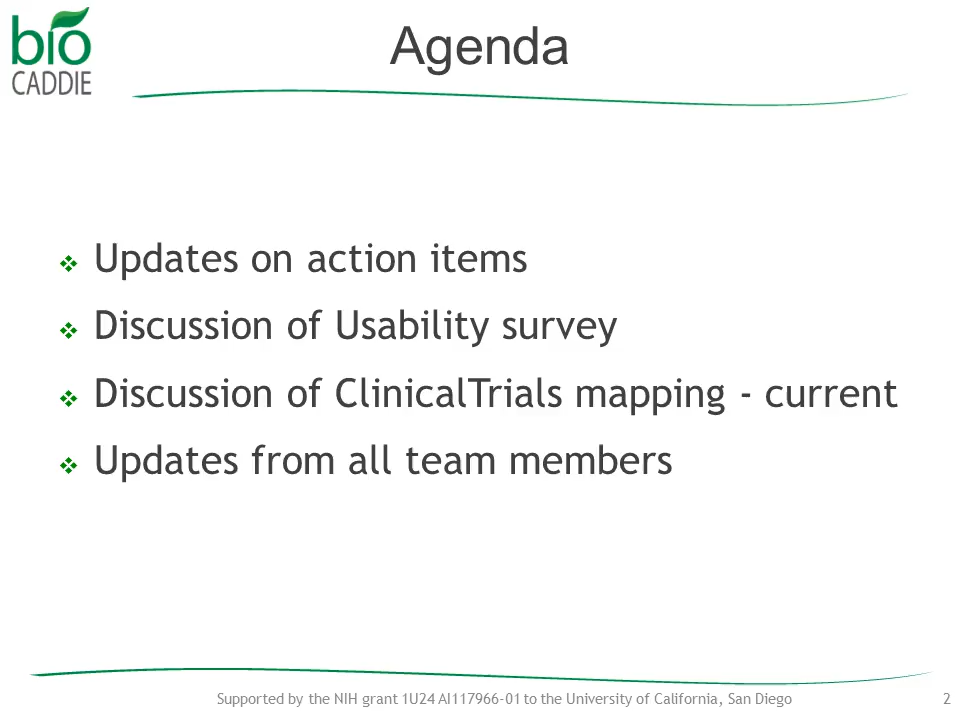 bio
CADDIE
Agenda
Updates on action items
Discussion of Usability survey
Discussion of ClinicalTrials mapping - current
Updates from all team members
Supported by the NIH grant 1U24 AI117966-01 to the University of California, San Diego
2